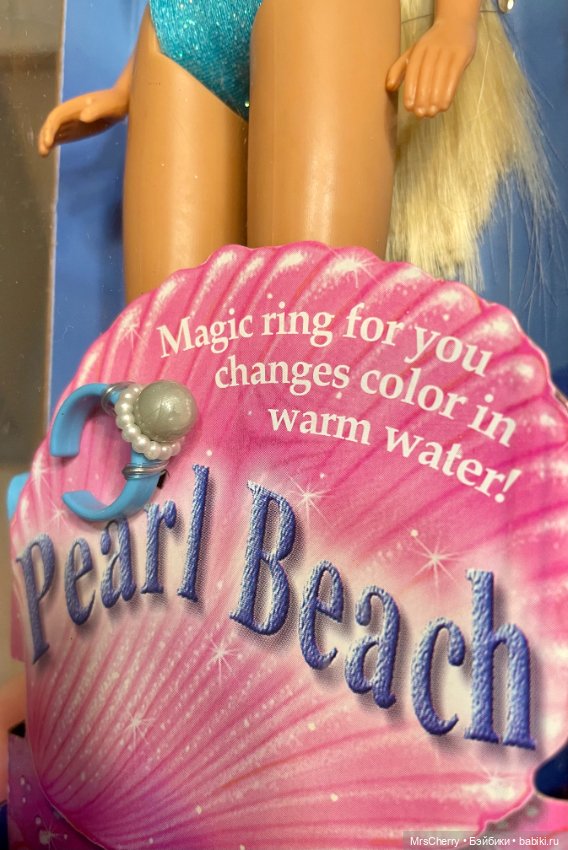 Magic ring for you
changes color in
warm water!
Pearl Beach
MrsCherry • Бэйбики • babiki.ru